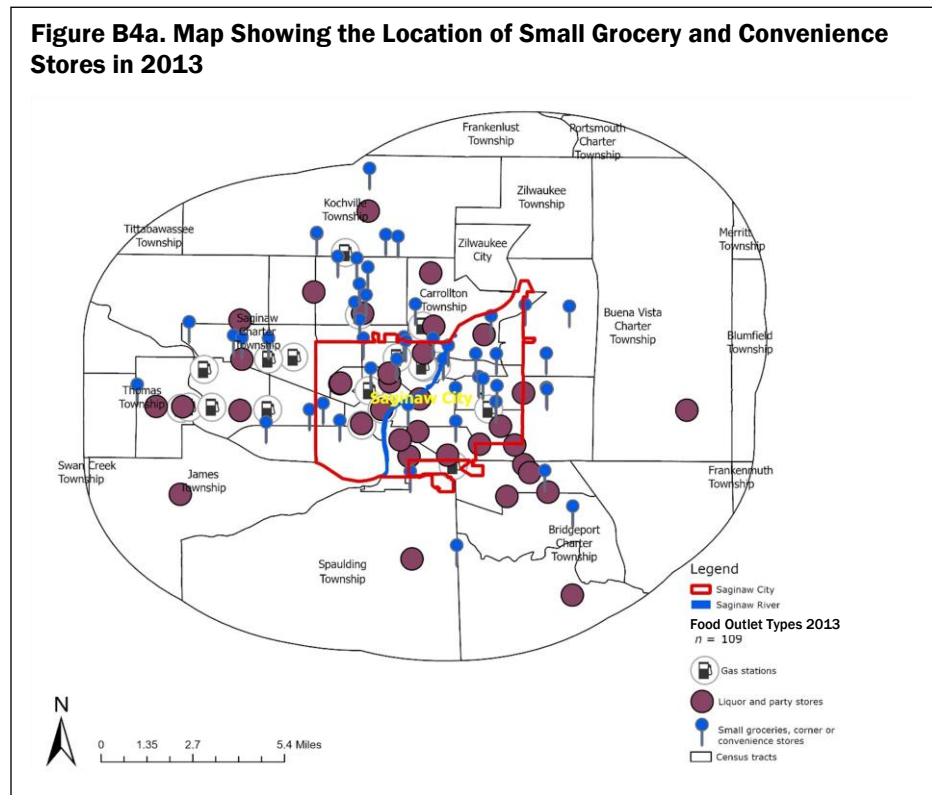 Figure B4a. Map Showing the Location of Small Grocery and Convenience
Stores in 2013
Frankenlust
Township
Portsmouth
Charter
Township
Kochville
Township
Zilwaukee
Township
Tittabawassee
Township
Zilwaukee
City
Merritt
Township
Carrollton
Township
Buena Vista
Charter
Township
Saginaw
Charter
Township
Blumfield
Township
Thomas
Township
Saginaw City
Swan Creek
Township
James
Township
Frankenmuth
Township
Bridgeport
Charter
Township
Spaulding
Township
Legend
Saginaw City
Saginaw River
Food Outlet Types 2013
n = 109
Gas stations
Liquor and party stores
Small groceries, corner or
convenience stores
Census tracts
N
0 1.35 2.7 5.4 Miles